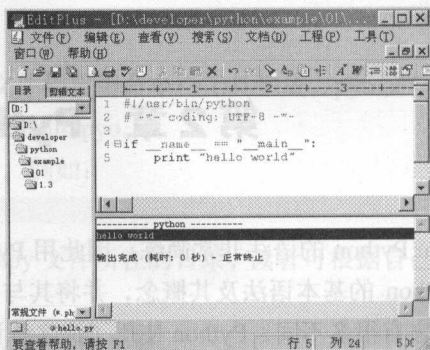 EditPlus - [D:\developer\python\example\01\...
文件(F) 编辑(E) 查看(V) 搜索(S) 文档(D) 工程(P) 工具(T)
窗口(W) 帮助(H)
目录 剪辑文本
[D:]
D:\
developer
python
example
01
1.3
常规文件 (*.ph
----+----1----+----2----+----3----+
1 #!/usr/bin/python
2 # -*- coding: UTF-8 -*-
3
4 if __name__ == "__main__":
5 print "hello world"
---------- python ----------
hello world
输出完成 (耗时: 0 秒) - 正常终止
hello.py
要查看帮助，请按 F1 行 5 列 24